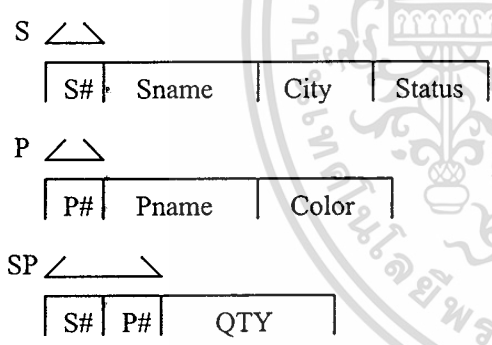 S
S# Sname City Status
P
P# Pname Color
SP
S# P# QTY